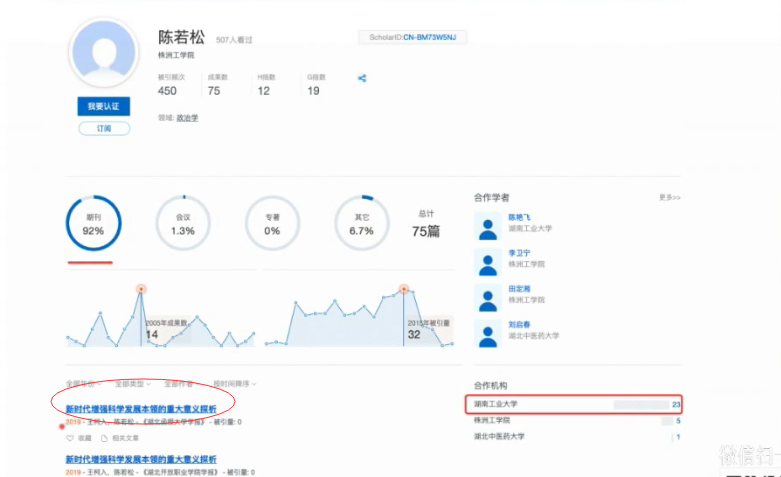 陈若松 507人看过 ScholarID:CN-BM73W5NJ
株洲工学院
被引频次 成果数 H指数 G指数
450 75 12 19
我要认证
订阅
领域: 政治学
期刊 92%
会议 1.3%
专著 0%
其它 6.7%
总计 75篇
2005年成果数 14
2015年被引量 32
合作学者 更多>>
陈艳飞
湖南工业大学
李卫宁
株洲工学院
田定湘
株洲工学院
刘启春
湖北中医药大学
全部年份 全部类型 全部作者 按时间降序
新时代增强科学发展本领的重大意义探析
2019 - 王柯人, 陈若松 - 《湖北函授大学学报》 - 被引量: 0
收藏 相关文章
新时代增强科学发展本领的重大意义探析
2019 - 王柯人, 陈若松 - 《湖北开放职业学院学报》 - 被引量: 0
合作机构
湖南工业大学 23
株洲工学院 5
湖北中医药大学 1
微信扫一